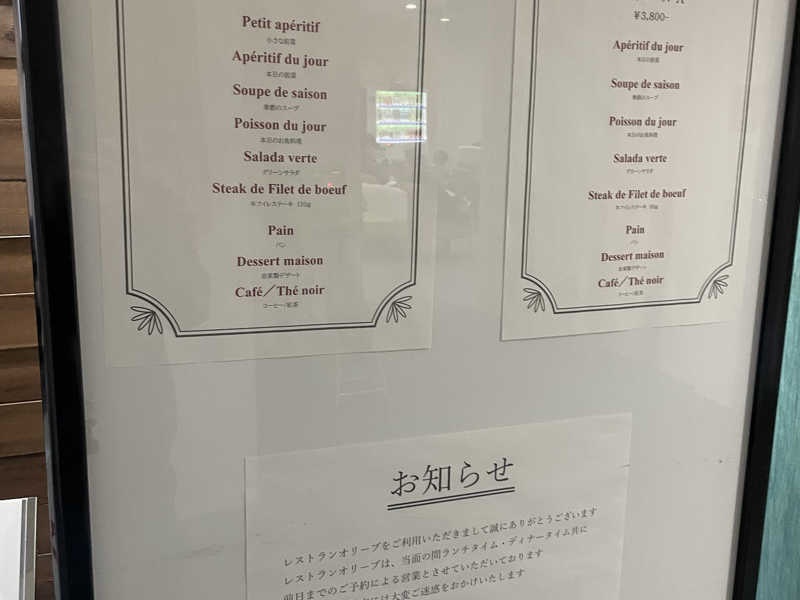 Petit apéritif
小さな前菜
Apéritif du jour
本日の前菜
Soupe de saison
季節のスープ
Poisson du jour
本日のお魚料理
Salada verte
グリーンサラダ
Steak de Filet de boeuf
牛フィレステーキ 120g
Pain
パン
Dessert maison
自家製デザート
Café／Thé noir
コーヒー/紅茶
¥3,800-
Apéritif du jour
本日の前菜
Soupe de saison
季節のスープ
Poisson du jour
本日のお魚料理
Salada verte
グリーンサラダ
Steak de Filet de boeuf
牛フィレステーキ
Pain
パン
Dessert maison
自家製デザート
Café／Thé noir
コーヒー/紅茶
お知らせ
レストランオリーブをご利用いただきまして誠にありがとうございます
レストランオリーブは、当面の間ランチタイム・ディナータイム共に
前日までのご予約による営業とさせていただいております
には大変ご迷惑をおかけいたします